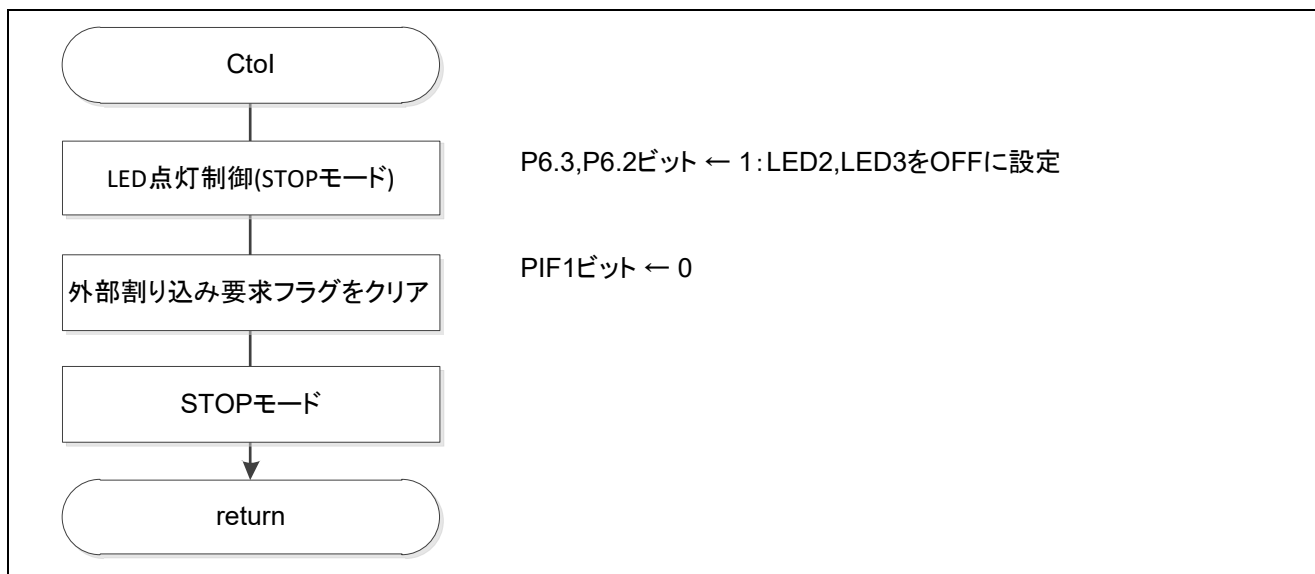 CtoI
LED点灯制御(STOPモード)
P6.3,P6.2ビット ← 1:LED2,LED3をOFFに設定
外部割り込み要求フラグをクリア
PIF1ビット ← 0
STOPモード
return